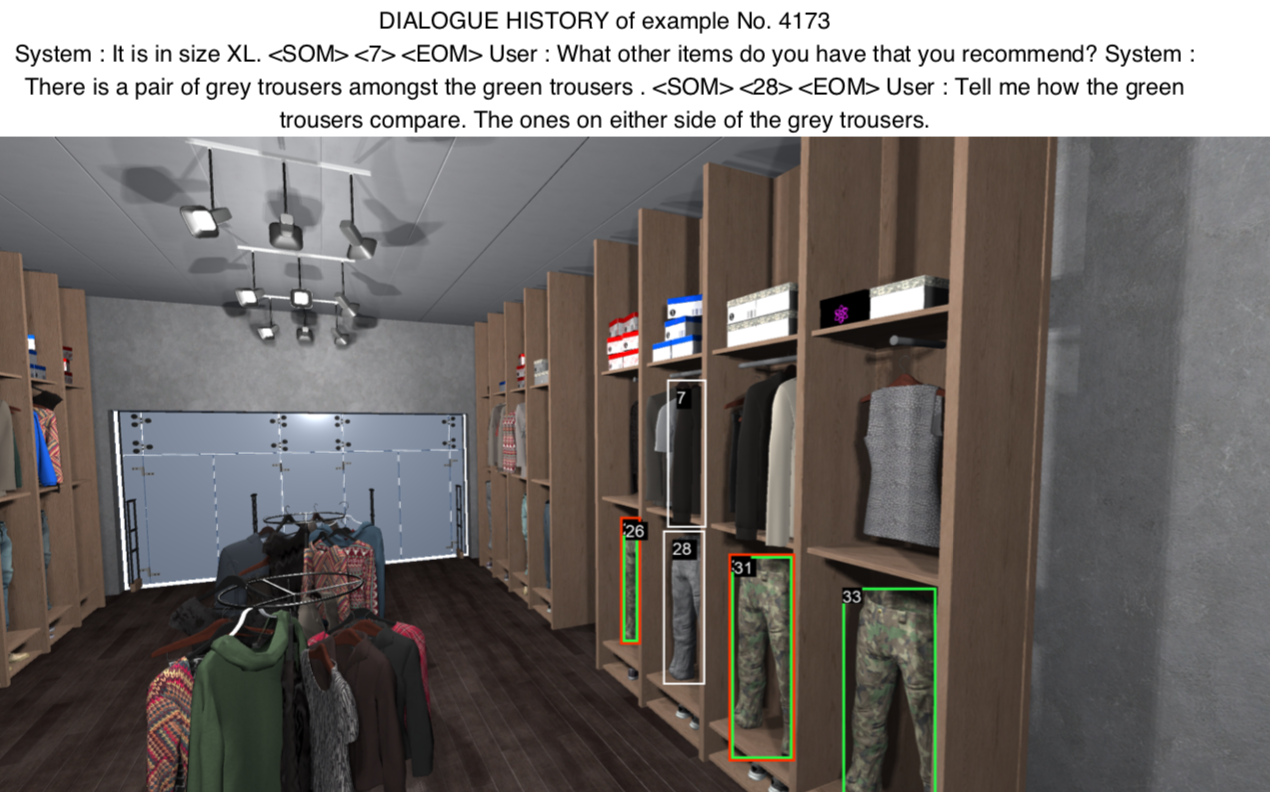 DIALOGUE HISTORY of example No. 4173
System : It is in size XL. <SOM> <7> <EOM> User : What other items do you have that you recommend? System :
There is a pair of grey trousers amongst the green trousers . <SOM> <28> <EOM> User : Tell me how the green
trousers compare. The ones on either side of the grey trousers.
7
26
28
31
33